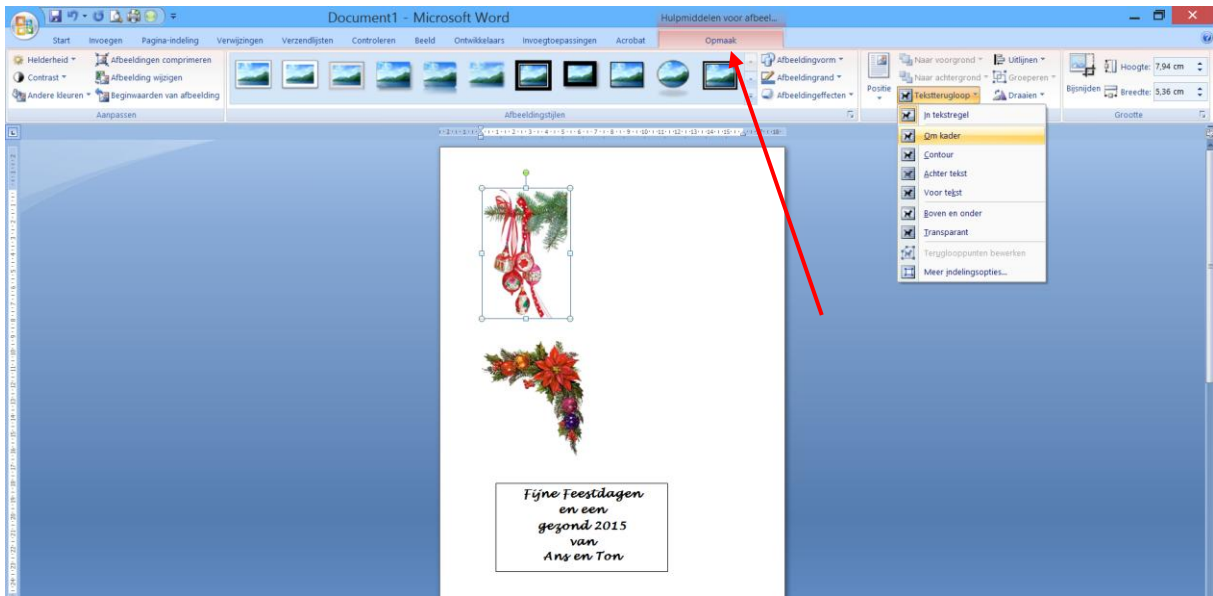 Document1 - Microsoft Word
Hulpmiddelen voor afbeel...
Start Invoegen Pagina-indeling Verwijzingen Verzendlijsten Controleren Beeld Ontwikkelaars Invoegtoepassingen Acrobat Opmaak
Helderheid
Contrast
Andere kleuren
Afbeeldingen comprimeren
Afbeelding wijzigen
Beginwaarden van afbeelding
Aanpassen
Afbeeldingsstijlen
Afbeeldingvorm
Afbeeldingrand
Afbeeldingeffecten
Positie
Naar voorgrond
Naar achtergrond
Tekstterugloop
Uitlijnen
Groeperen
Draaien
Bijsnijden
Hoogte: 7,94 cm
Breedte: 5,36 cm
Grootte
In tekstregel
Om kader
Contour
Achter tekst
Voor tekst
Boven en onder
Transparant
Terugglooppunten bewerken
Meer indelingsopties...
Fijne Feestdagen
en een
gezond 2015
van
Ans en Ton